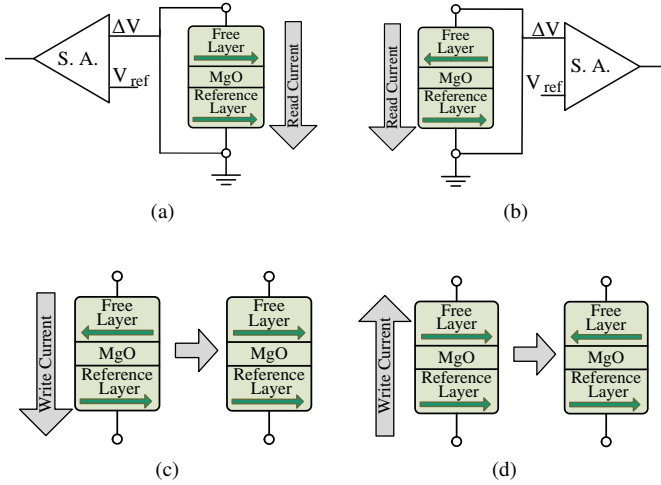 S. A.
ΔV
V ref
Free
Layer
MgO
Reference
Layer
Read Current
(a)
Read Current
Free
Layer
MgO
Reference
Layer
ΔV
V ref
S. A.
(b)
Write Current
Free
Layer
MgO
Reference
Layer
Free
Layer
MgO
Reference
Layer
(c)
Write Current
Free
Layer
MgO
Reference
Layer
Free
Layer
MgO
Reference
Layer
(d)